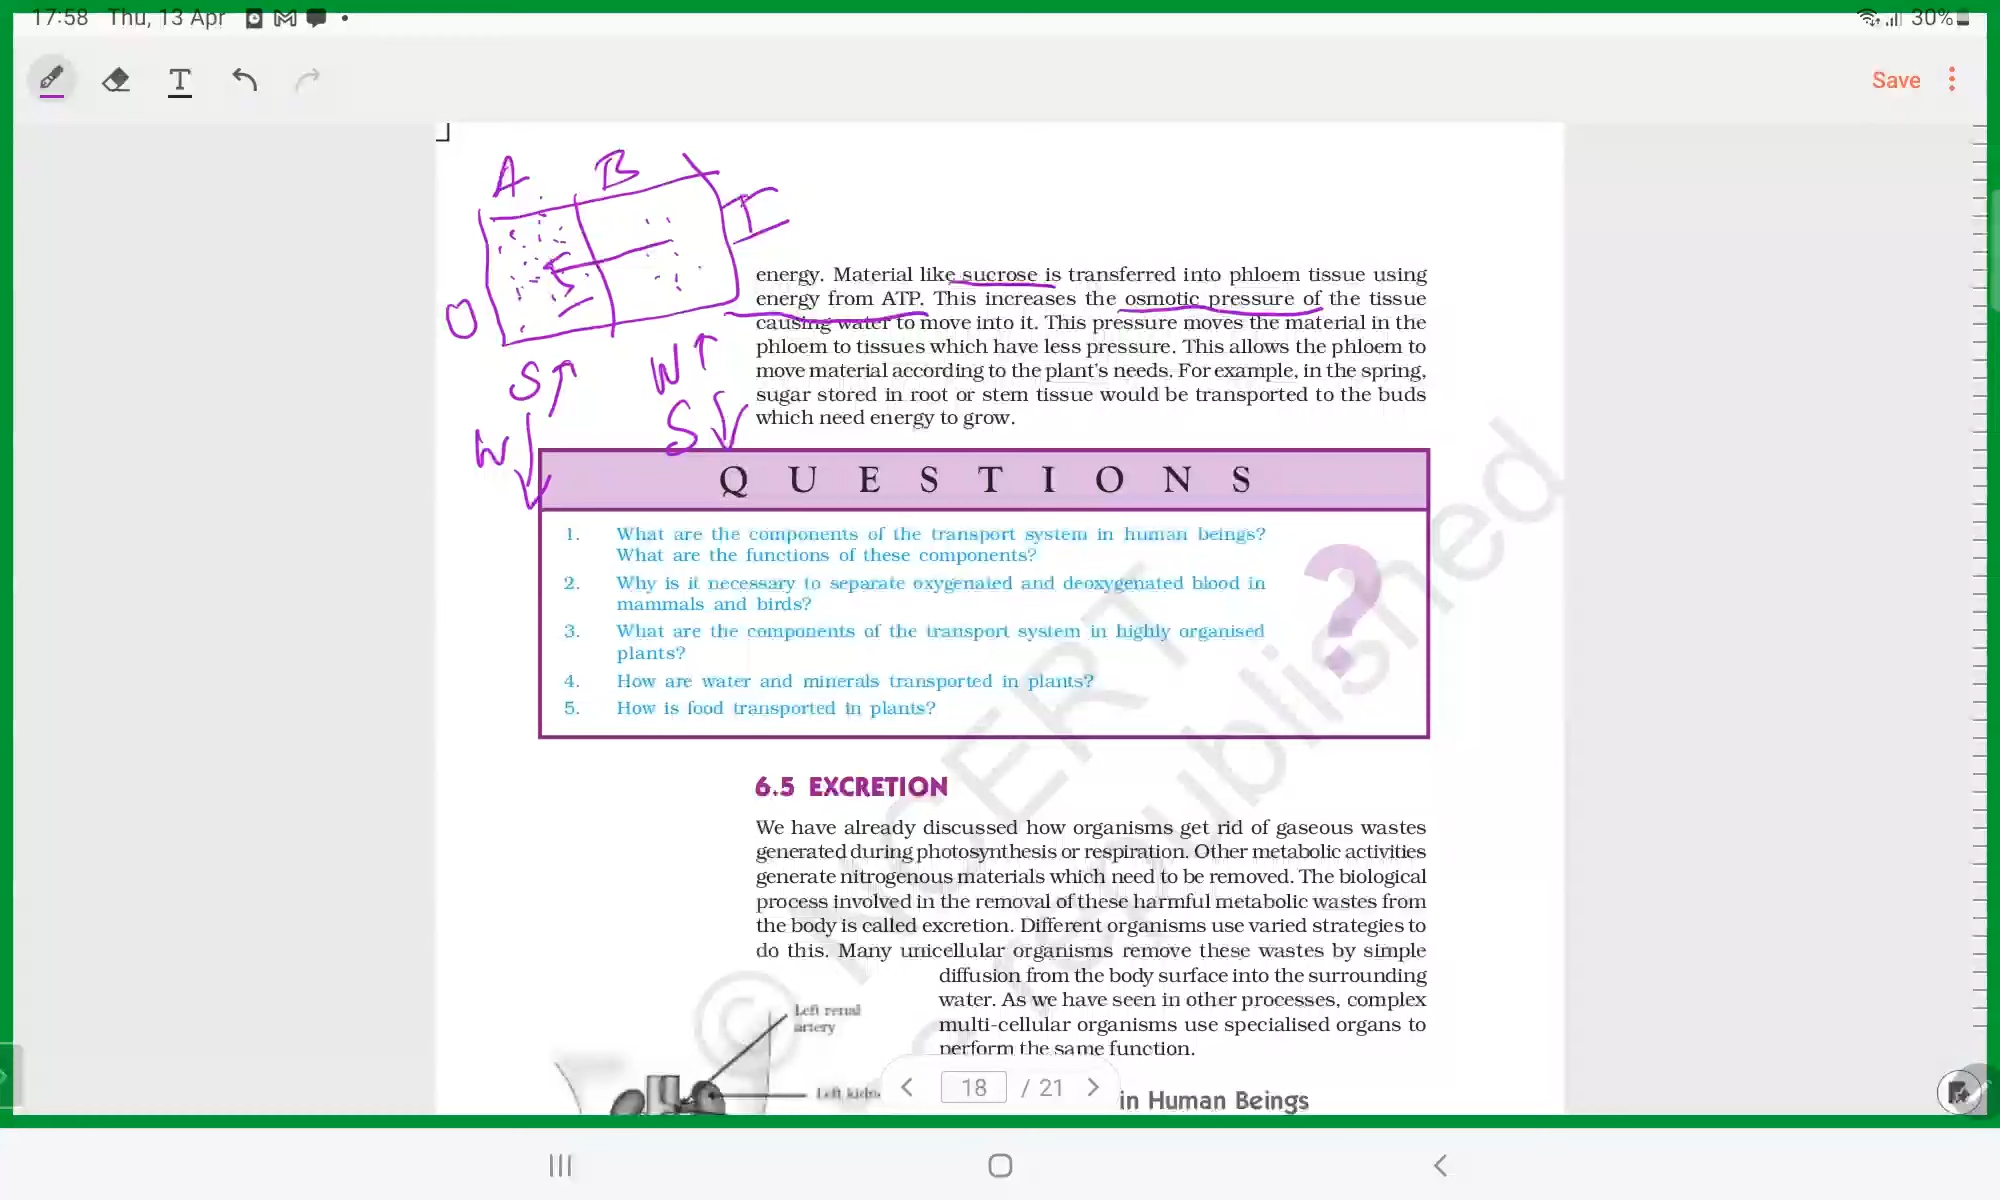 17:58 Thu, 13 Apr
30%
T
Save
A B
I
energy. Material like sucrose is transferred into phloem tissue using
energy from ATP. This increases the osmotic pressure of the tissue
causing water to move into it. This pressure moves the material in the
phloem to tissues which have less pressure. This allows the phloem to
move material according to the plant's needs. For example, in the spring,
sugar stored in root or stem tissue would be transported to the buds
which need energy to grow.
O
S↑ W↑
W↓ S↓
QUESTIONS
1. What are the components of the transport system in human beings?
What are the functions of these components?
2. Why is it necessary to separate oxygenated and deoxygenated blood in
mammals and birds?
3. What are the components of the transport system in highly organised
plants?
4. How are water and minerals transported in plants?
5. How is food transported in plants?
?
6.5 EXCRETION
We have already discussed how organisms get rid of gaseous wastes
generated during photosynthesis or respiration. Other metabolic activities
generate nitrogenous materials which need to be removed. The biological
process involved in the removal of these harmful metabolic wastes from
the body is called excretion. Different organisms use varied strategies to
do this. Many unicellular organisms remove these wastes by simple
diffusion from the body surface into the surrounding
water. As we have seen in other processes, complex
multi-cellular organisms use specialised organs to
perform the same function.
Left renal
artery
Left
18 / 21
in Human Beings
© NCERT
republished